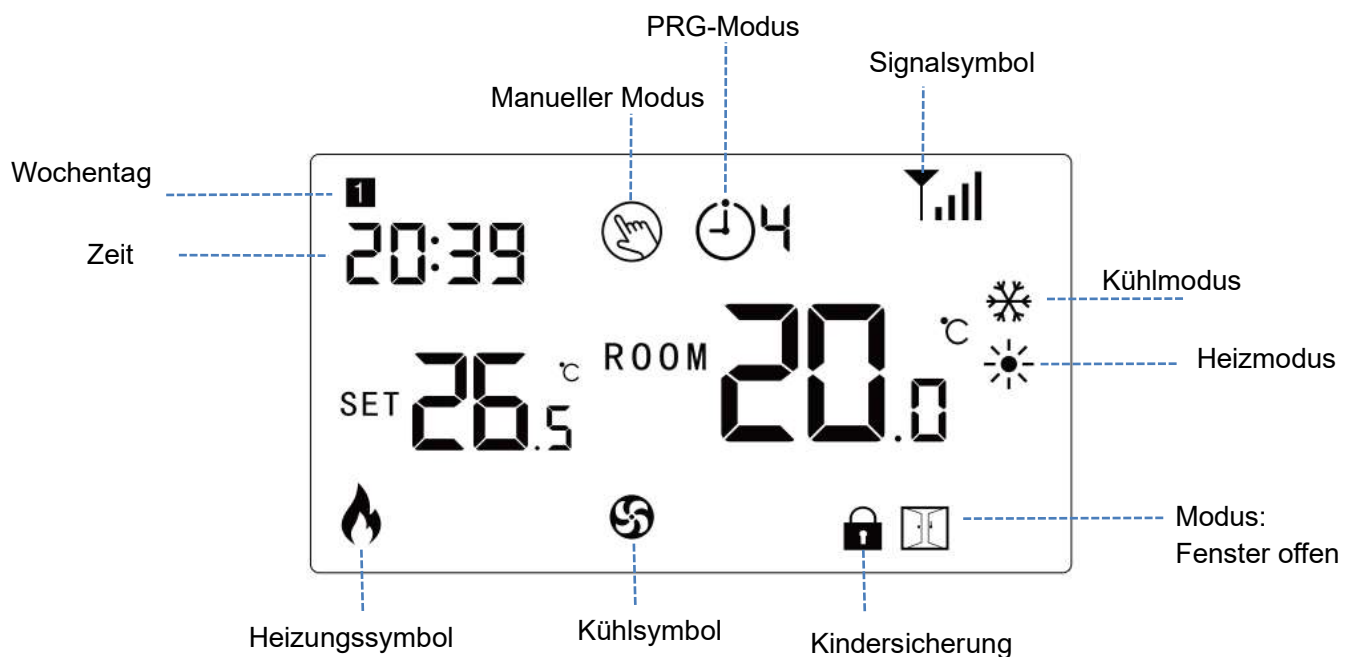 PRG-Modus
Signalsymbol
Manueller Modus
Wochentag
1
Zeit
20:39
4
Kühlmodus
ROOM
20.0
°C
Heizmodus
SET
26.5
°C
Modus:
Fenster offen
Heizungssymbol
Kühlsymbol
Kindersicherung